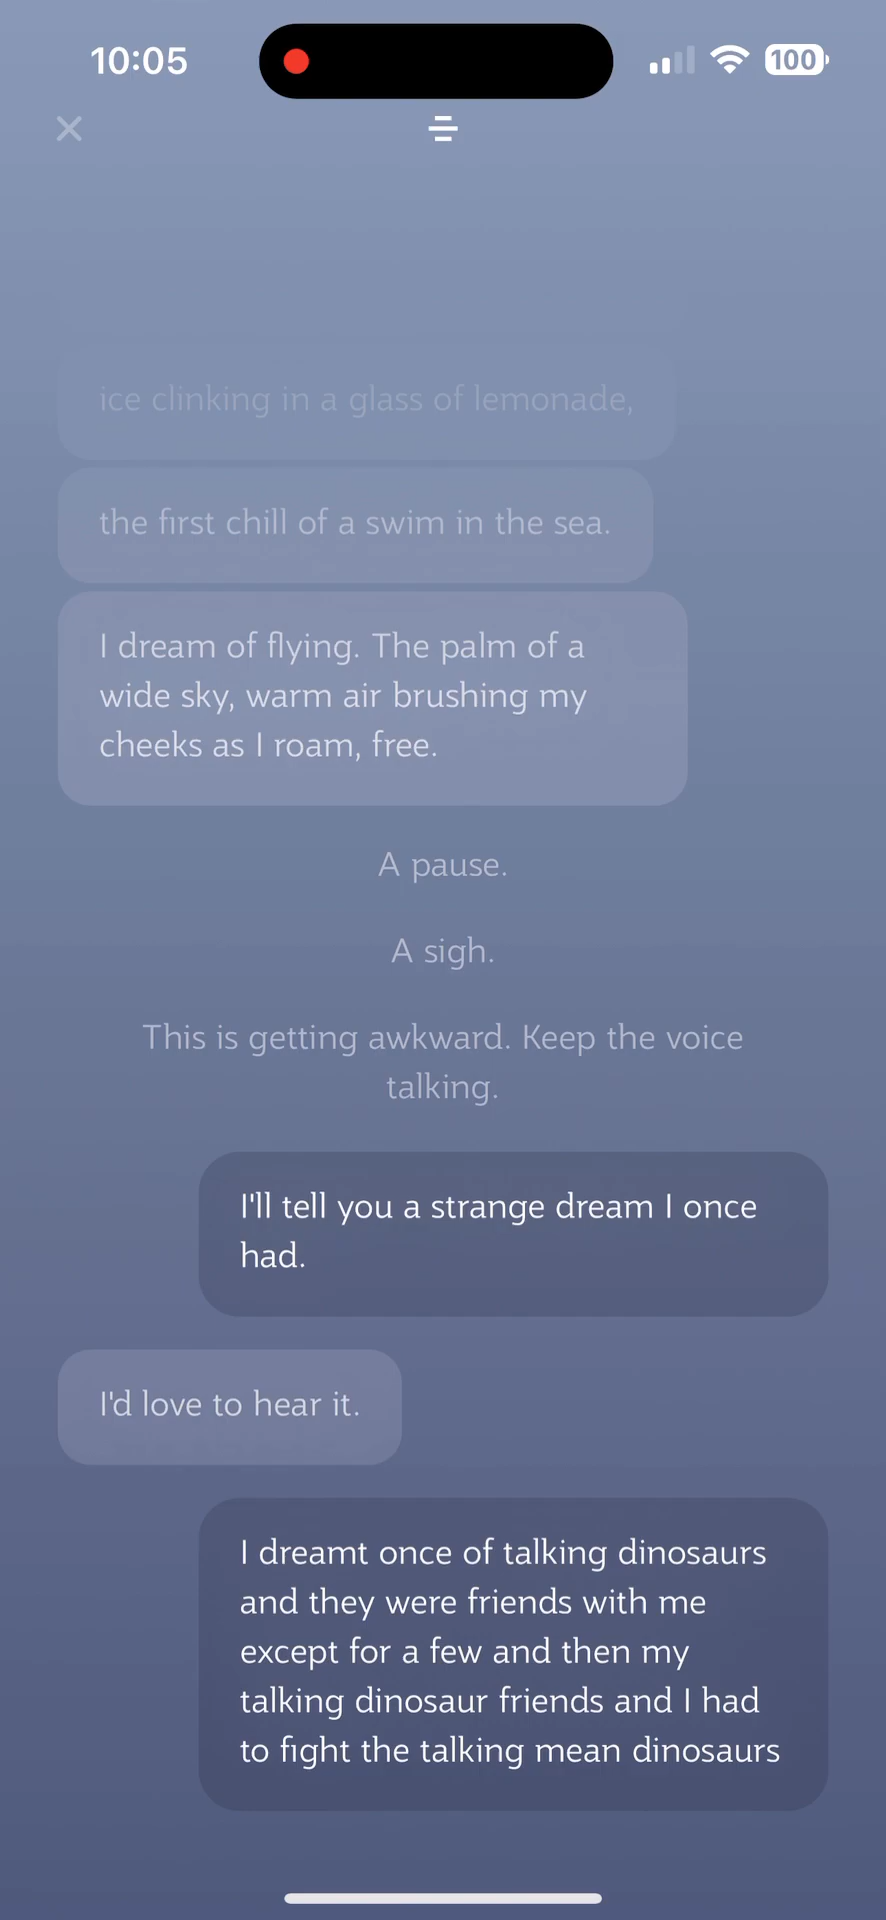 10:05
100
ice clinking in a glass of lemonade,
the first chill of a swim in the sea.
I dream of flying. The palm of a
wide sky, warm air brushing my
cheeks as I roam, free.
A pause.
A sigh.
This is getting awkward. Keep the voice
talking.
I'll tell you a strange dream I once
had.
I'd love to hear it.
I dreamt once of talking dinosaurs
and they were friends with me
except for a few and then my
talking dinosaur friends and I had
to fight the talking mean dinosaurs